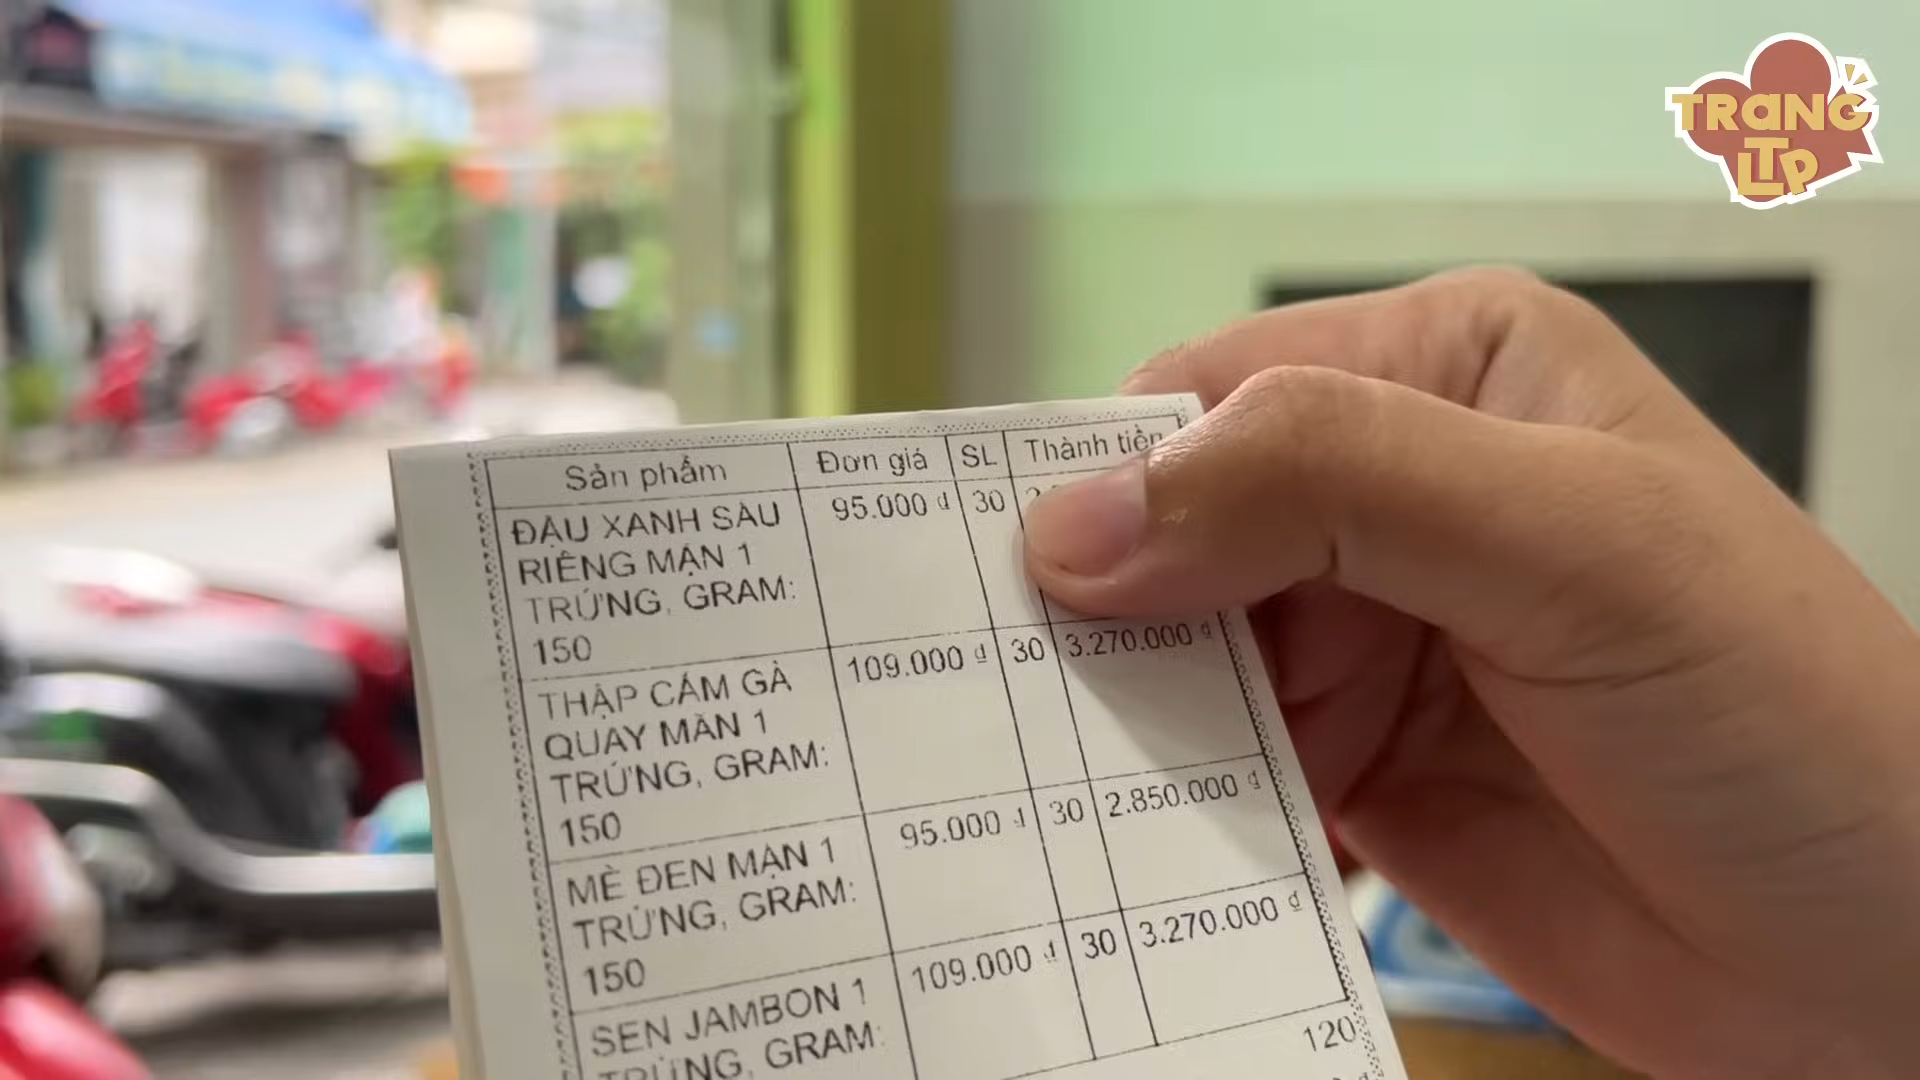 TRANG
LTP
Sản phẩm Đơn giá SL Thành tiền
ĐẬU XANH SẦU 95.000 đ 30
RIÊNG MẶN 1
TRỨNG, GRAM:
150
THẬP CẨM GÀ 109.000 đ 30 3.270.000 đ
QUAY MẶN 1
TRỨNG, GRAM:
150
MÈ ĐEN MẶN 1 95.000 đ 30 2.850.000 đ
TRỨNG, GRAM:
150
SEN JAMBON 1 109.000 đ 30 3.270.000 đ
TRỨNG, GRAM:
120